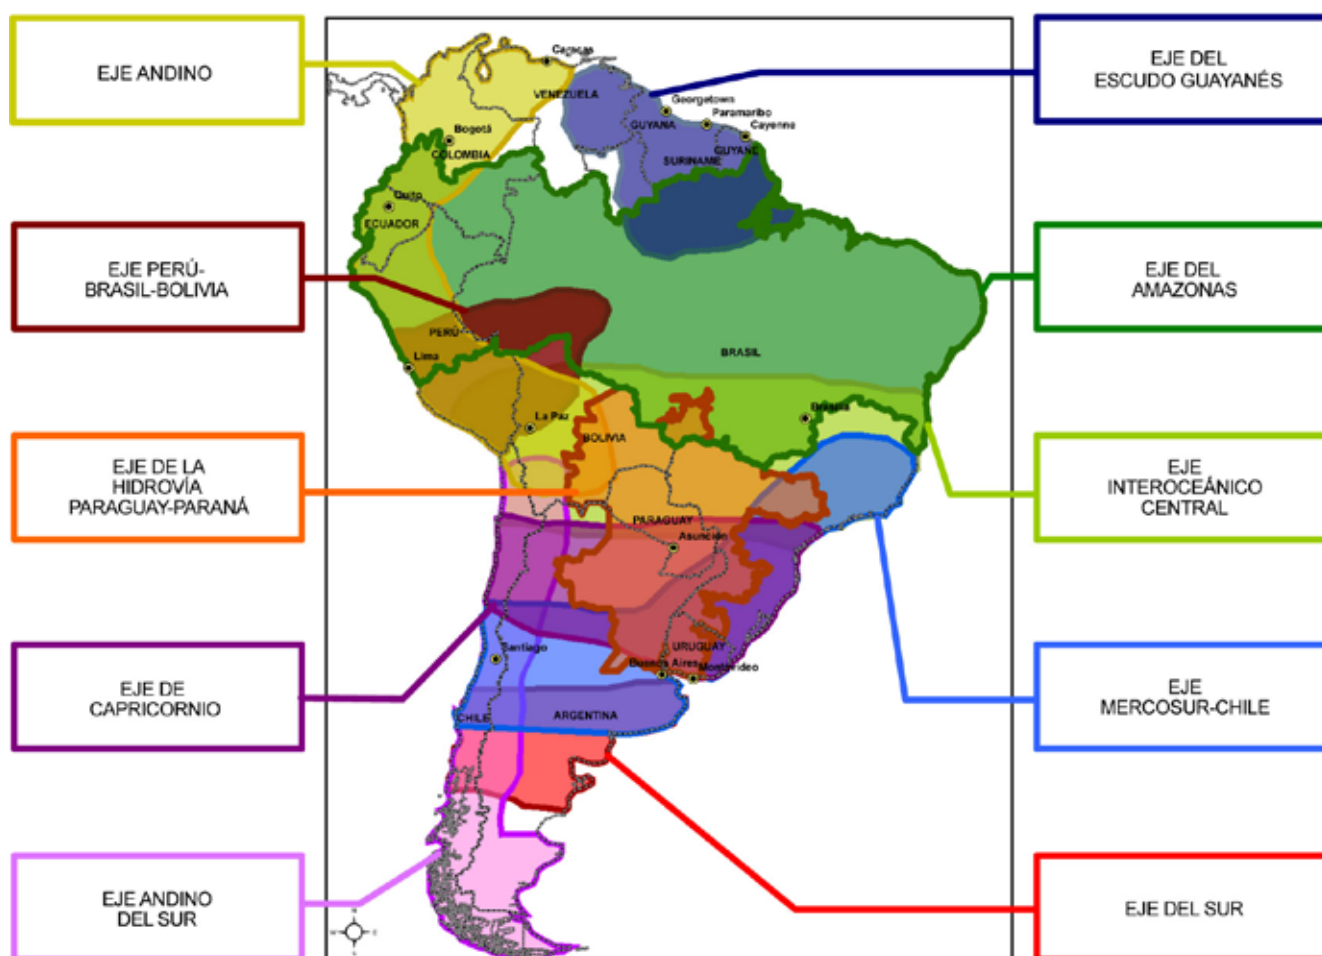 EJE ANDINO
EJE PERÚ-
BRASIL-BOLIVIA
EJE DE LA
HIDROVÍA
PARAGUAY-PARANÁ
EJE DE
CAPRICORNIO
EJE ANDINO
DEL SUR
Caracas
VENEZUELA
Georgetown
Paramaribo
GUYANA
Cayenne
Bogotá
COLOMBIA
GUYANE
SURINAME
Quito
ECUADOR
PERÚ
Lima
BRASIL
La Paz
Brasilia
BOLIVIA
PARAGUAY
Asunción
Santiago
URUGUAY
Buenos Aires
Montevideo
CHILE
ARGENTINA
EJE DEL
ESCUDO GUAYANÉS
EJE DEL
AMAZONAS
EJE
INTEROCEÁNICO
CENTRAL
EJE
MERCOSUR-CHILE
EJE DEL SUR